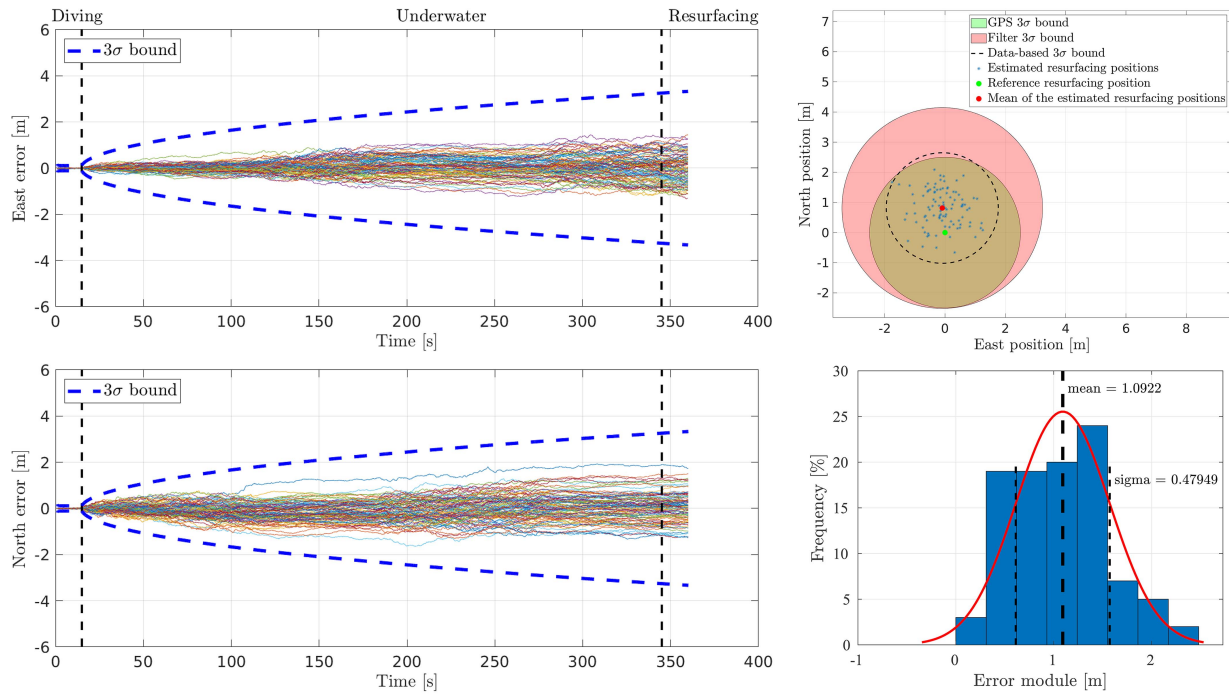 Diving Underwater Resurfacing
6
4
2
0
-2
-4
-6
East error [m]
3σ bound
0 50 100 150 200 250 300 350 400
Time [s]
7
6
5
4
3
2
1
0
-1
-2
North position [m]
GPS 3σ bound
Filter 3σ bound
Data-based 3σ bound
Estimated resurfacing positions
Reference resurfacing position
Mean of the estimated resurfacing positions
-2 0 2 4 6 8
East position [m]
6
4
2
0
-2
-4
-6
North error [m]
3σ bound
0 50 100 150 200 250 300 350 400
Time [s]
30
25
20
15
10
5
0
Frequency [%]
mean = 1.0922
sigma = 0.47949
-1 0 1 2
Error module [m]